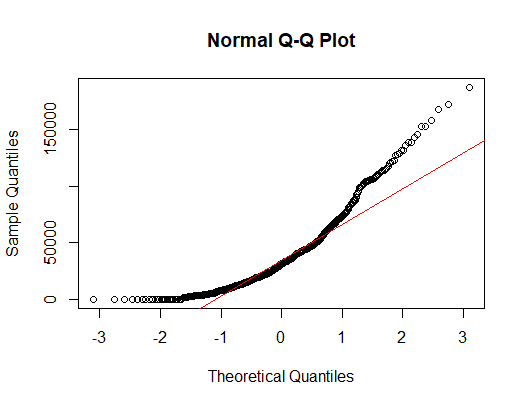 Normal Q-Q Plot
Sample Quantiles
150000
50000
0
-3 -2 -1 0 1 2 3
Theoretical Quantiles